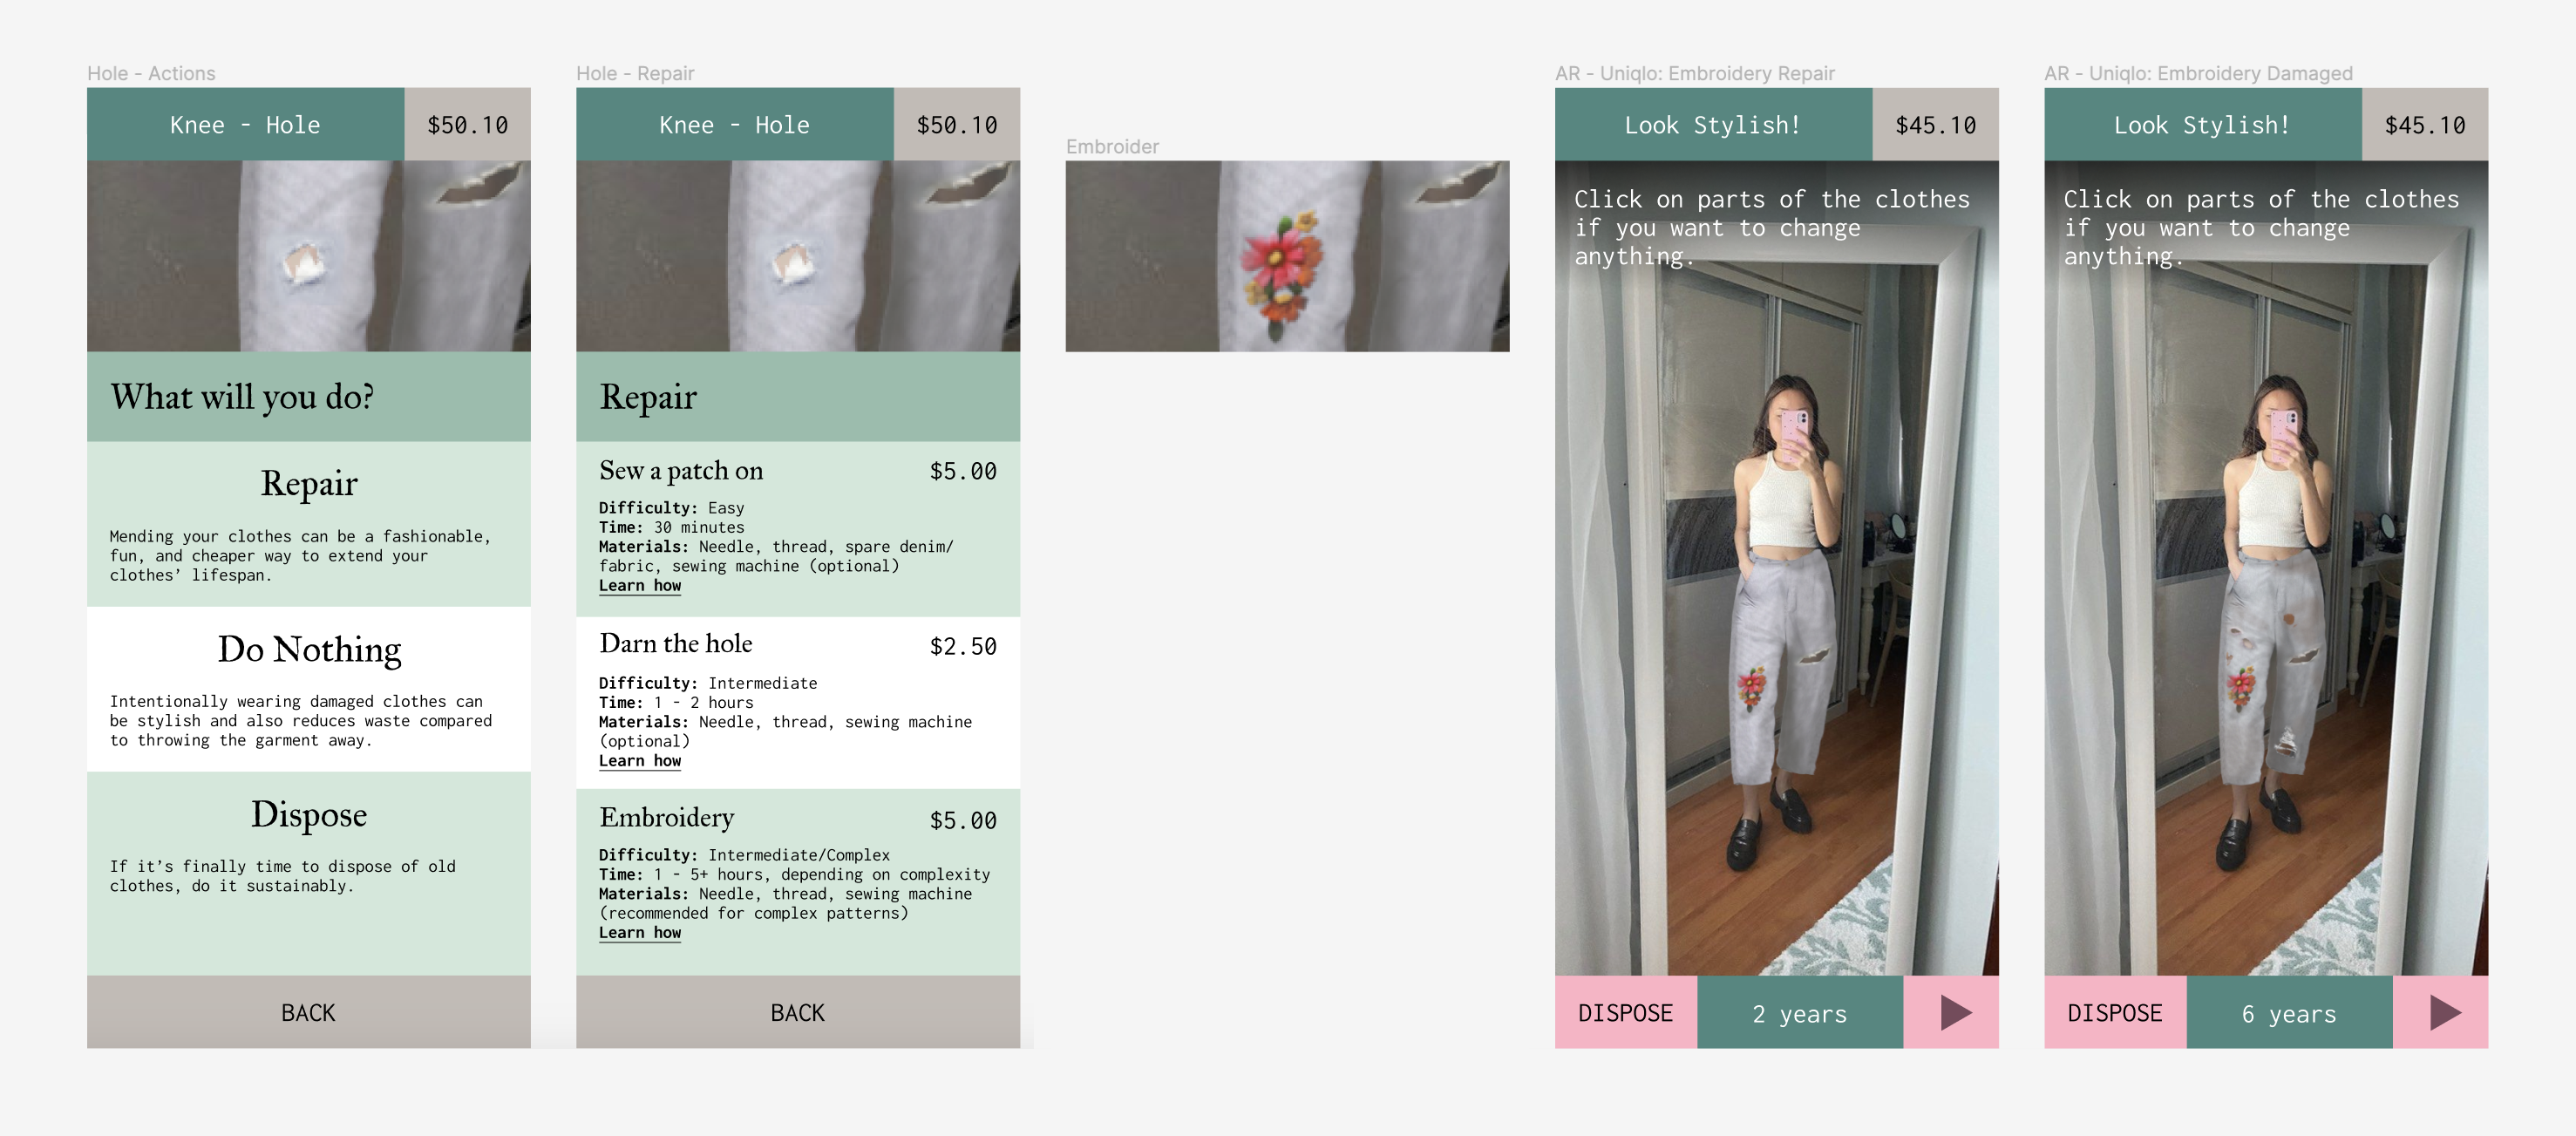 Hole - Actions
Knee - Hole
$50.10
What will you do?
Repair
Mending your clothes can be a fashionable,
fun, and cheaper way to extend your
clothes’ lifespan.
Do Nothing
Intentionally wearing damaged clothes can
be stylish and also reduces waste compared
to throwing the garment away.
Dispose
If it’s finally time to dispose of old
clothes, do it sustainably.
BACK
Hole - Repair
Knee - Hole
$50.10
Repair
Sew a patch on
$5.00
Difficulty: Easy
Time: 30 minutes
Materials: Needle, thread, spare denim/
fabric, sewing machine (optional)
Learn how
Darn the hole
$2.50
Difficulty: Intermediate
Time: 1 - 2 hours
Materials: Needle, thread, sewing machine
(optional)
Learn how
Embroidery
$5.00
Difficulty: Intermediate/Complex
Time: 1 - 5+ hours, depending on complexity
Materials: Needle, thread, sewing machine
(recommended for complex patterns)
Learn how
BACK
Embroider
AR - Uniqlo: Embroidery Repair
Look Stylish!
$45.10
Click on parts of the clothes
if you want to change
anything.
DISPOSE
2 years
AR - Uniqlo: Embroidery Damaged
Look Stylish!
$45.10
Click on parts of the clothes
if you want to change
anything.
DISPOSE
6 years